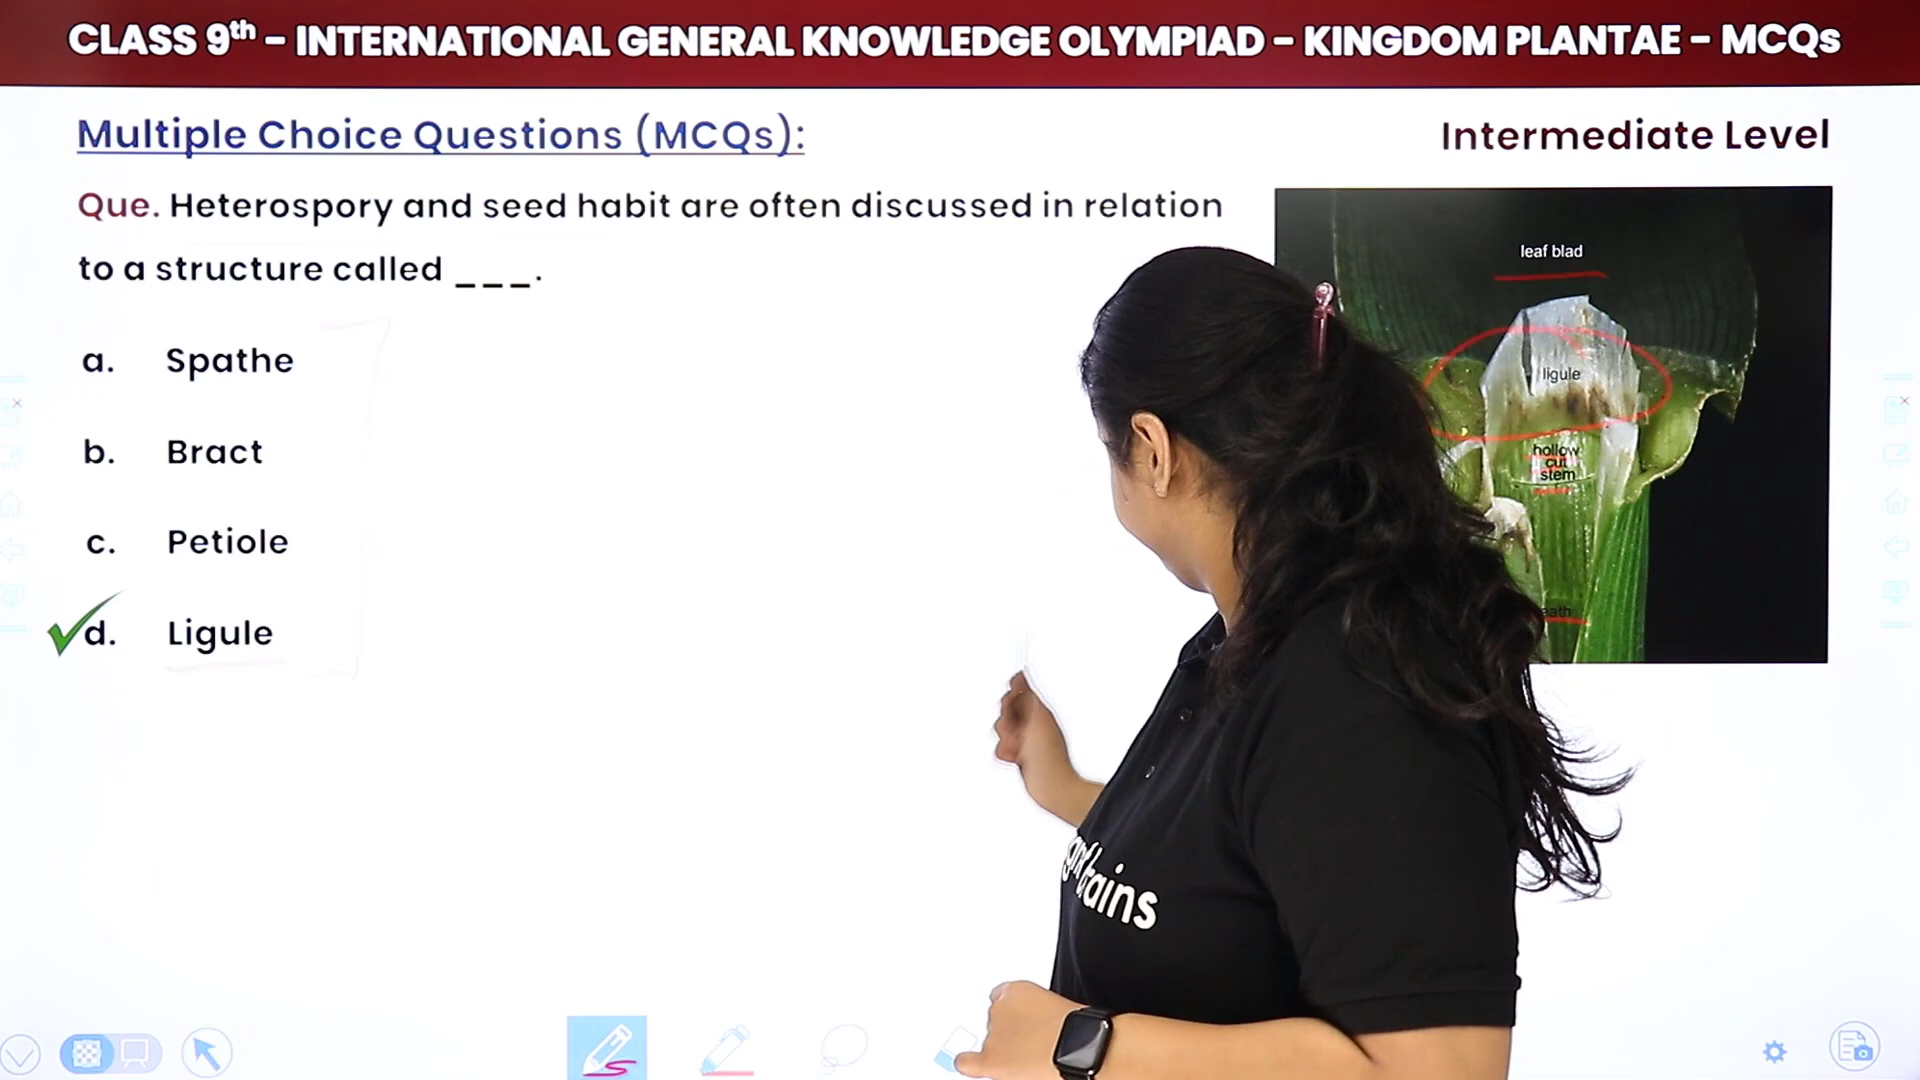 CLASS 9th - INTERNATIONAL GENERAL KNOWLEDGE OLYMPIAD - KINGDOM PLANTAE - MCQs
Multiple Choice Questions (MCQs):
Intermediate Level
Que. Heterospory and seed habit are often discussed in relation
to a structure called _ _ _.
a. Spathe
b. Bract
c. Petiole
d. Ligule
leaf blad
ligule
hollow
cut
stem